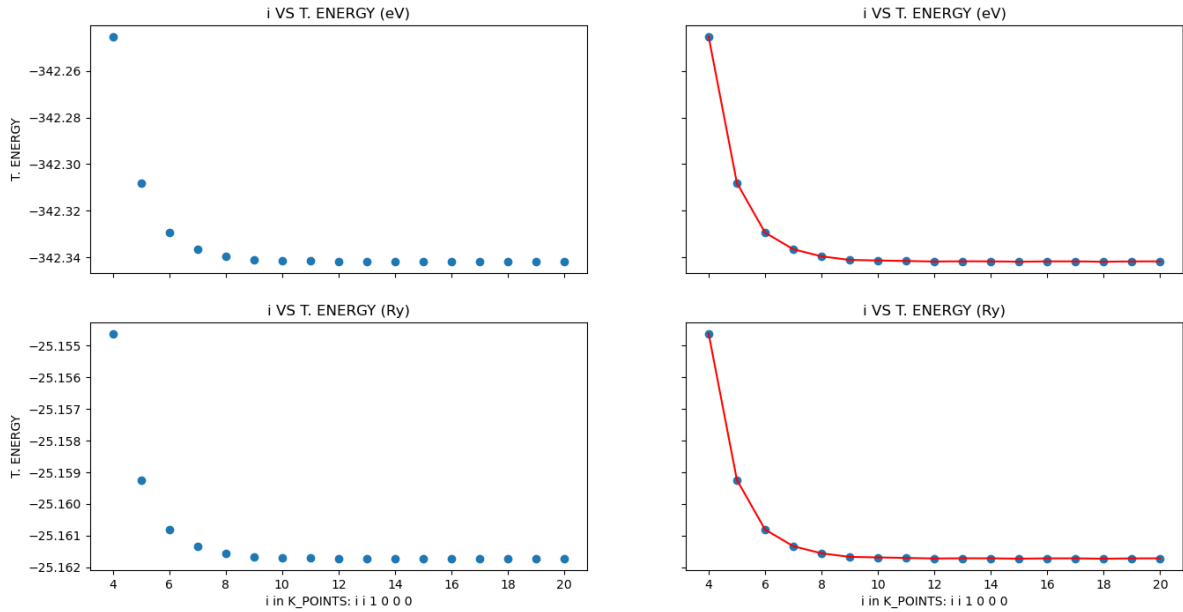 i VS T. ENERGY (eV)
i VS T. ENERGY (eV)
T. ENERGY
−342.26
−342.28
−342.30
−342.32
−342.34
i VS T. ENERGY (Ry)
i VS T. ENERGY (Ry)
T. ENERGY
−25.155
−25.156
−25.157
−25.158
−25.159
−25.160
−25.161
−25.162
4 6 8 10 12 14 16 18 20
4 6 8 10 12 14 16 18 20
i in K_POINTS: i i 1 0 0 0
i in K_POINTS: i i 1 0 0 0